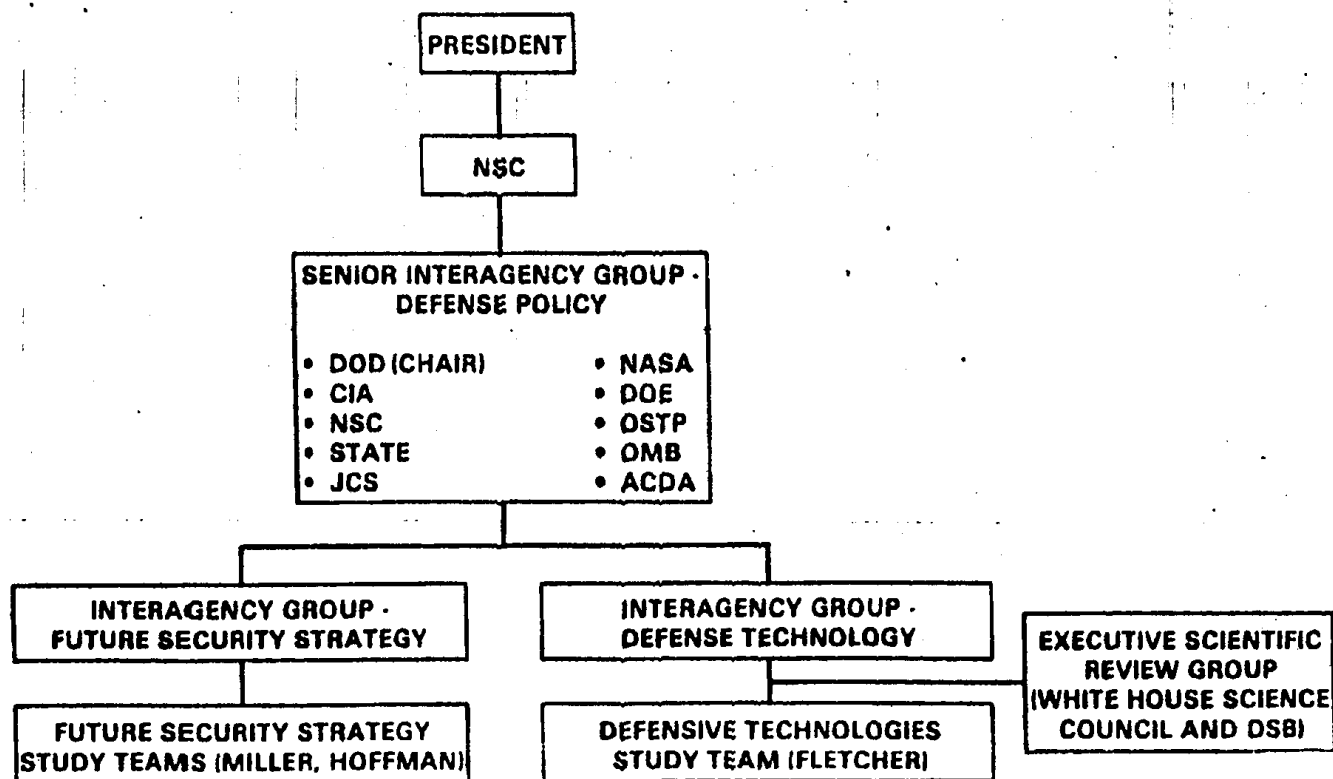 PRESIDENT
NSC
SENIOR INTERAGENCY GROUP -
DEFENSE POLICY
• DOD (CHAIR)
• CIA
• NSC
• STATE
• JCS
• NASA
• DOE
• OSTP
• OMB
• ACDA
INTERAGENCY GROUP -
FUTURE SECURITY STRATEGY
INTERAGENCY GROUP -
DEFENSE TECHNOLOGY
EXECUTIVE SCIENTIFIC
REVIEW GROUP
(WHITE HOUSE SCIENCE
COUNCIL AND DSB)
FUTURE SECURITY STRATEGY
STUDY TEAMS (MILLER, HOFFMAN)
DEFENSIVE TECHNOLOGIES
STUDY TEAM (FLETCHER)